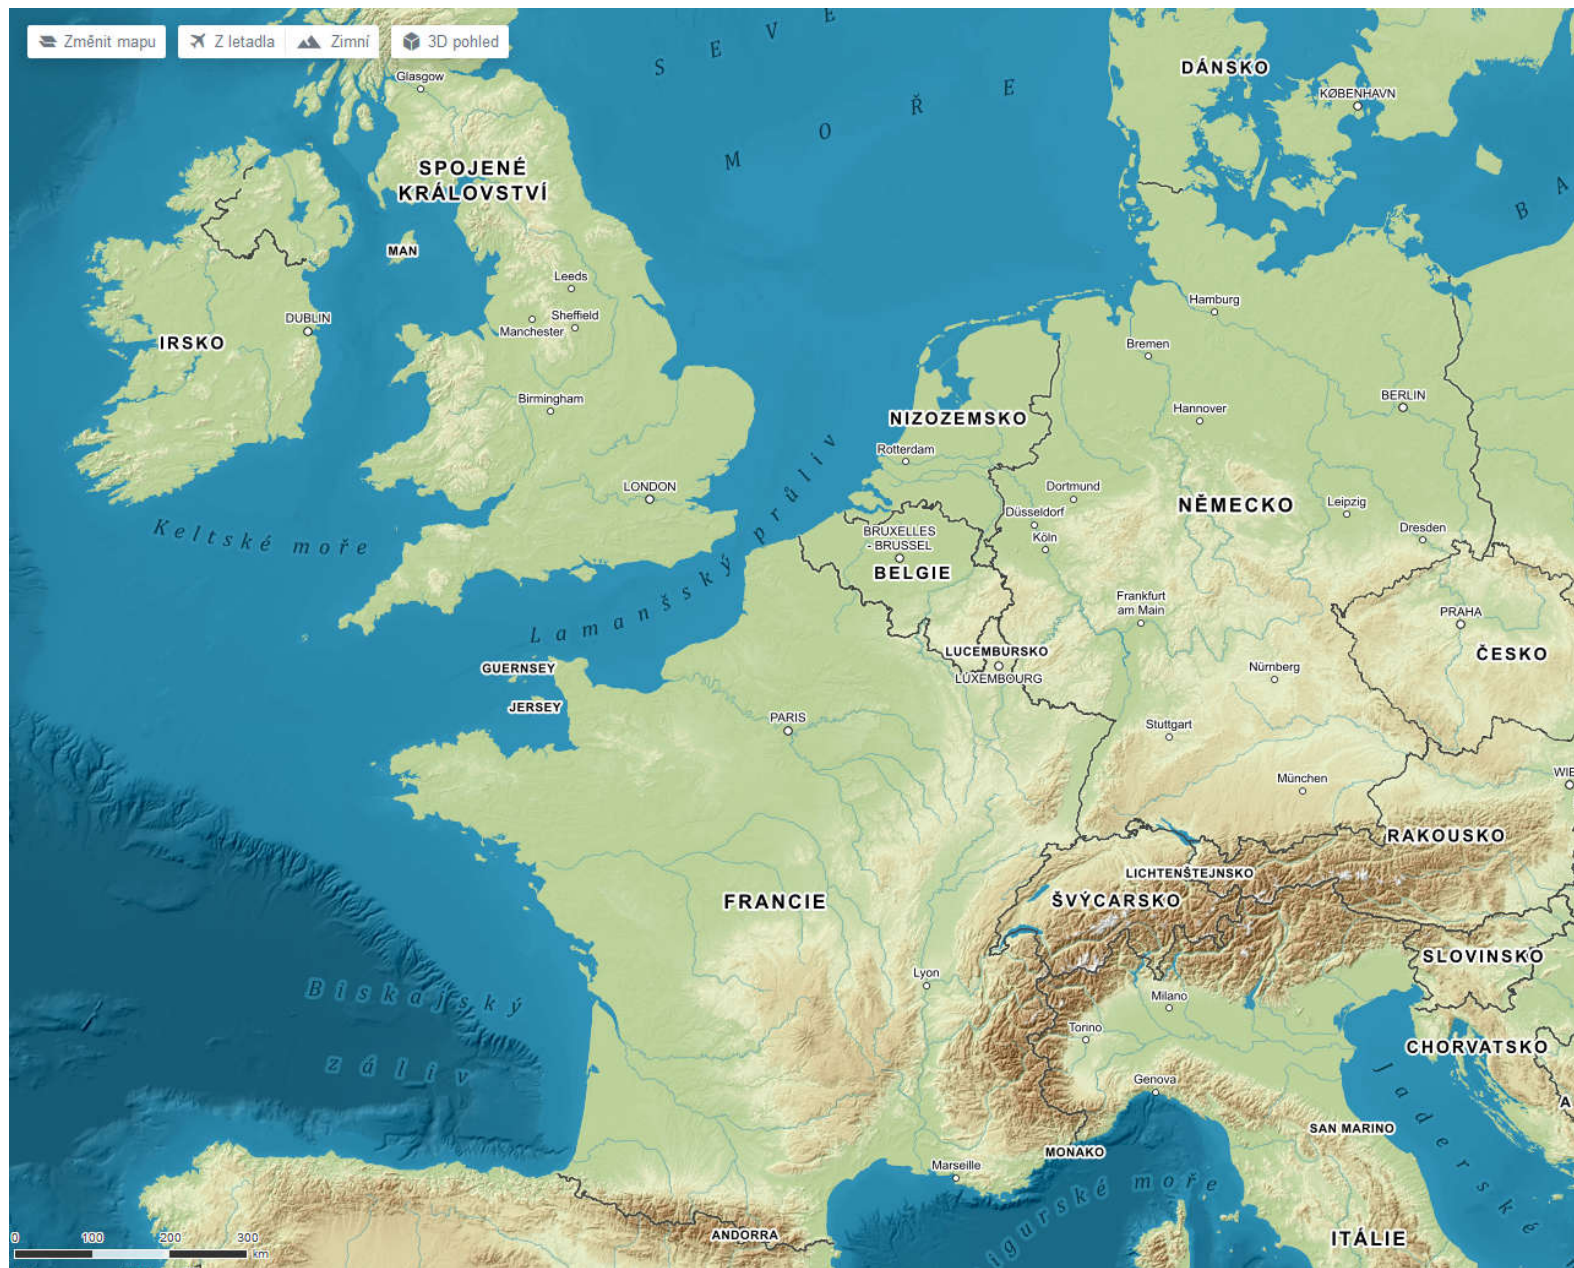 Změnit mapu
Z letadla
Zimní
3D pohled
SEVE
MOŘE
Glasgow
DÁNSKO
KØBENHAVN
SPOJENÉ
KRÁLOVSTVÍ
BA
MAN
Leeds
Hamburg
DUBLIN
Sheffield
Manchester
IRSKO
Bremen
Birmingham
BERLIN
Hannover
NIZOZEMSKO
Rotterdam
LONDON
Dortmund
NĚMECKO
Leipzig
Düsseldorf
Keltské moře
Lamanšský průliv
BRUXELLES
- BRUSSEL
Köln
Dresden
BELGIE
Frankfurt
am Main
PRAHA
LUCEMBURSKO
ČESKO
GUERNSEY
LUXEMBOURG
Nürnberg
JERSEY
PARIS
Stuttgart
München
WIE
RAKOUSKO
LICHTENŠTEJNSKO
FRANCIE
ŠVÝCARSKO
SLOVINSKO
Lyon
Biskajský
záliv
Milano
Torino
CHORVATSKO
Genova
Jaderské
A
SAN MARINO
MONAKO
Marseille
igurské moře
ANDORRA
ITÁLIE
0 100 200 300
km